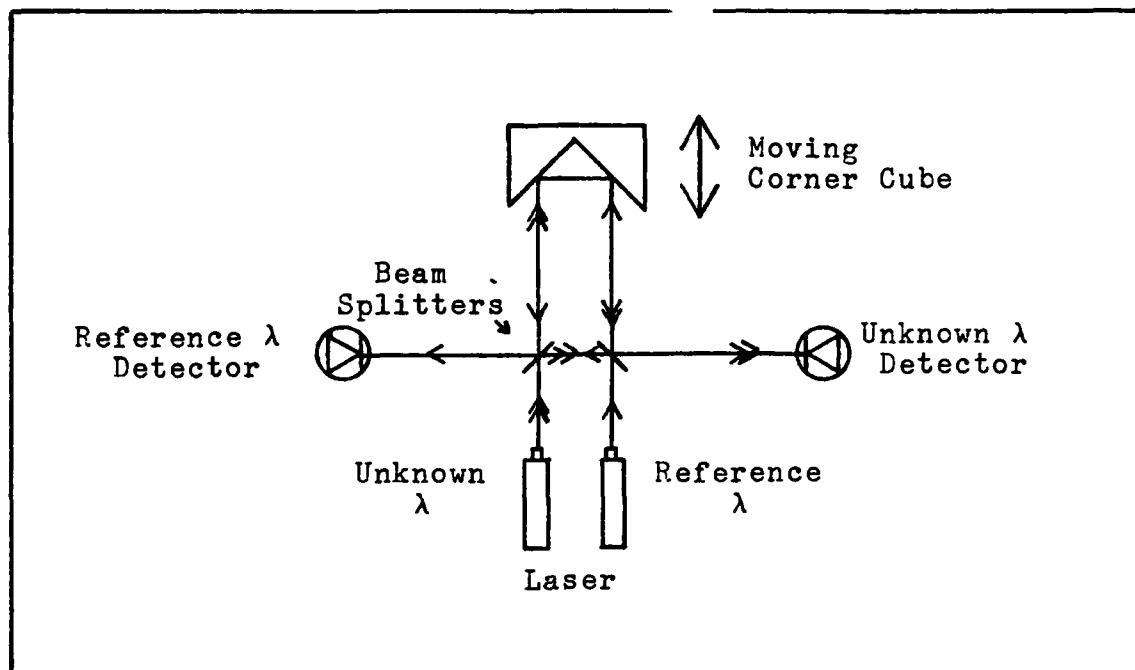 Moving
Corner Cube
Beam
Splitters
Reference λ
Detector
Unknown λ
Detector
Unknown
λ
Reference
λ
Laser